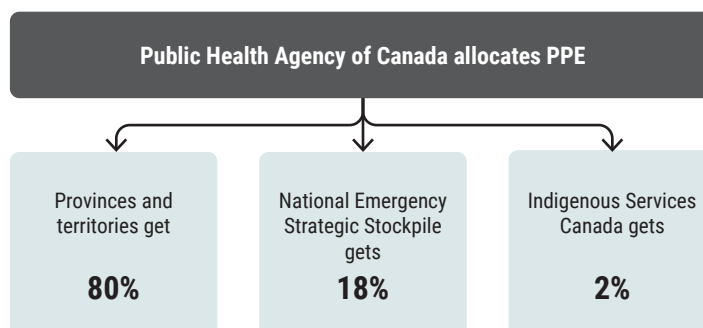 Public Health Agency of Canada allocates PPE
Provinces and
territories get
80%
National Emergency
Strategic Stockpile
gets
18%
Indigenous Services
Canada gets
2%